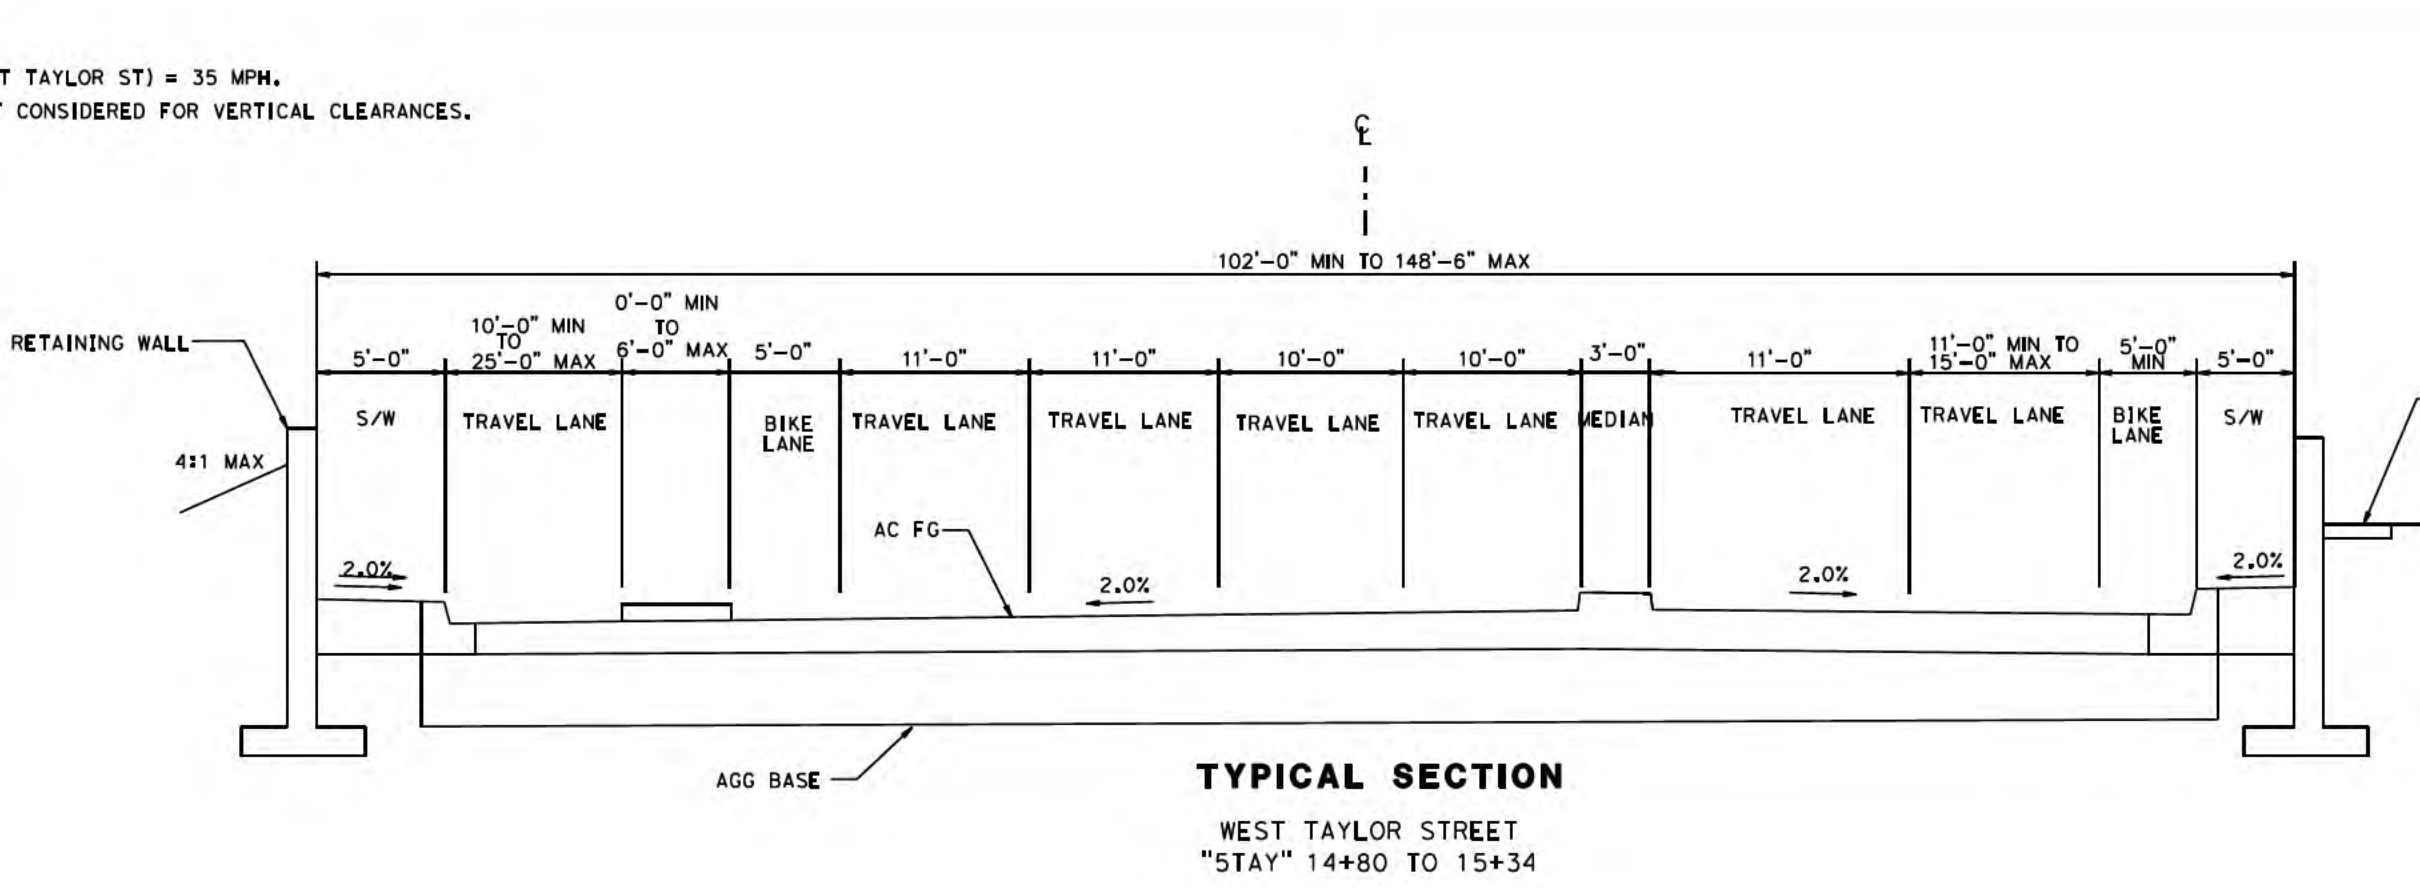 T TAYLOR ST) = 35 MPH.
CONSIDERED FOR VERTICAL CLEARANCES.
℄
102'-0" MIN TO 148'-6" MAX
0'-0" MIN
TO
6'-0" MAX
10'-0" MIN
TO
25'-0" MAX
RETAINING WALL
5'-0"
5'-0"
11'-0"
11'-0"
10'-0"
10'-0"
3'-0"
11'-0"
11'-0" MIN TO
15'-0" MAX
5'-0"
MIN
5'-0"
S/W
TRAVEL LANE
BIKE
LANE
TRAVEL LANE
TRAVEL LANE
TRAVEL LANE
TRAVEL LANE
MEDIAN
TRAVEL LANE
TRAVEL LANE
BIKE
LANE
S/W
4:1 MAX
AC FG
2.0%
2.0%
2.0%
2.0%
AGG BASE
TYPICAL SECTION
WEST TAYLOR STREET
"5TAY" 14+80 TO 15+34